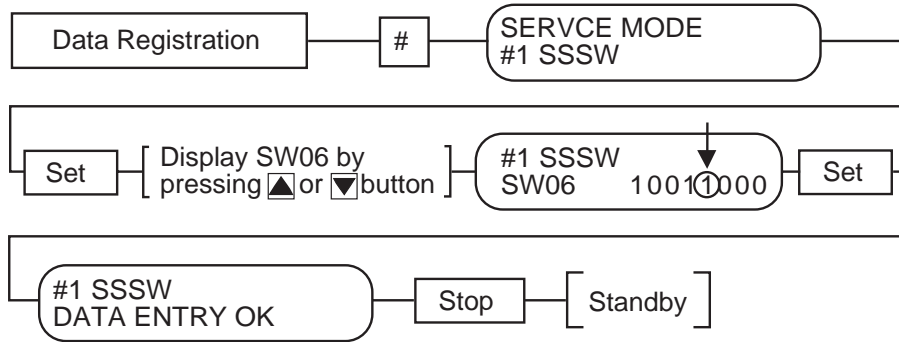 Data Registration
#
SERVCE MODE
#1 SSSW
Set
Display SW06 by
pressing ▲ or ▼ button
#1 SSSW
SW06 10011000
Set
#1 SSSW
DATA ENTRY OK
Stop
Standby